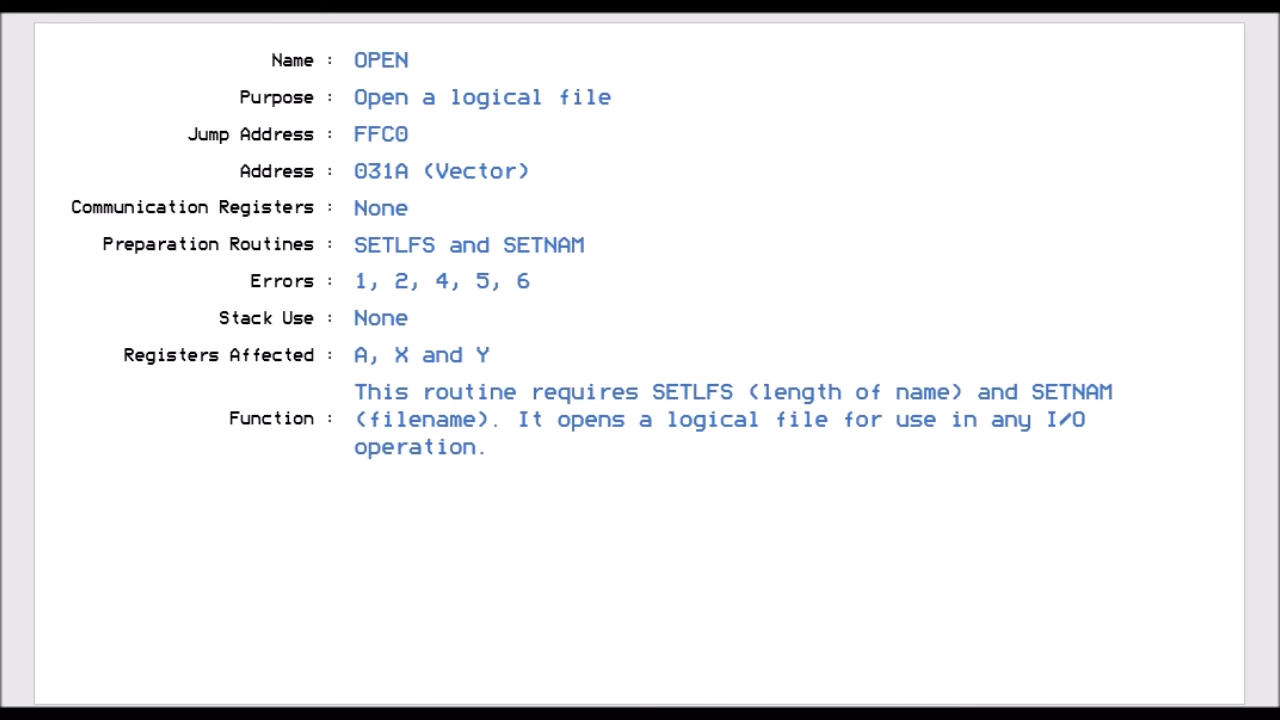 Name : OPEN
Purpose : Open a logical file
Jump Address : FFC0
Address : 031A (Vector)
Communication Registers : None
Preparation Routines : SETLFS and SETNAM
Errors : 1, 2, 4, 5, 6
Stack Use : None
Registers Affected : A, X and Y
Function : This routine requires SETLFS (length of name) and SETNAM
(filename). It opens a logical file for use in any I/O
operation.